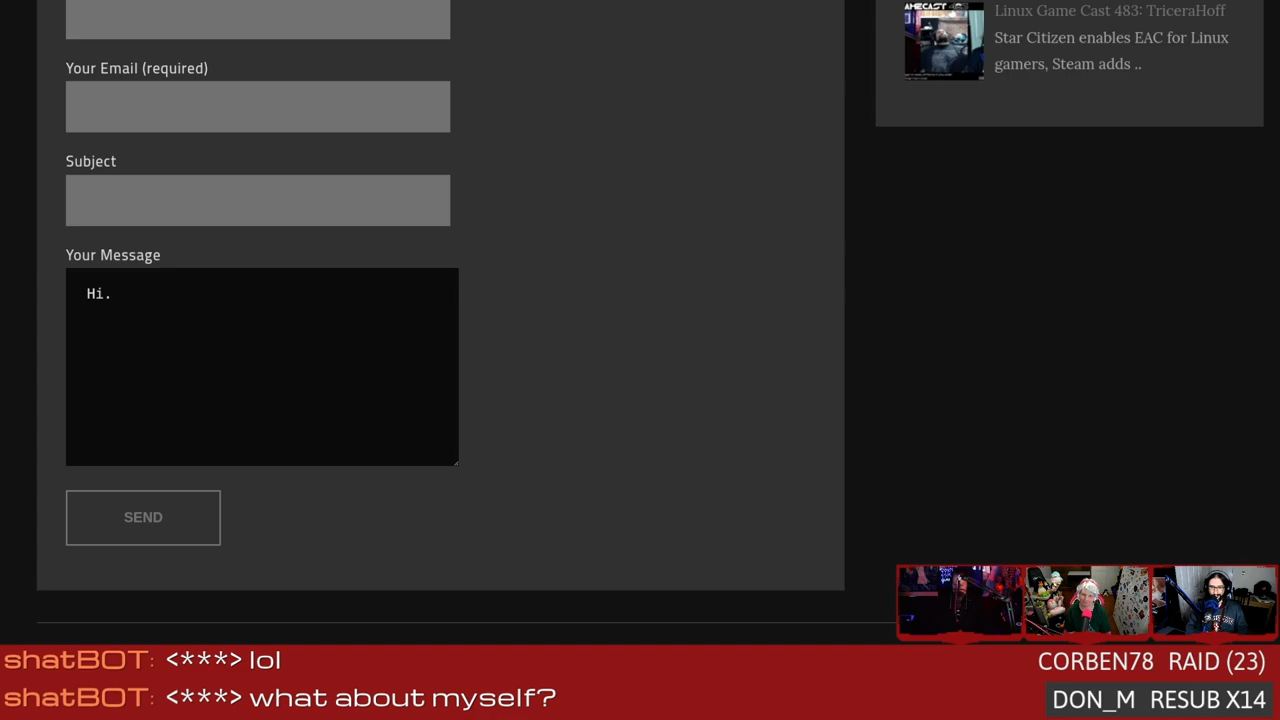 Linux Game Cast 483: TriceraHoff
Star Citizen enables EAC for Linux
gamers, Steam adds ..
Your Email (required)
Subject
Your Message
Hi.
SEND
shatBOT: <***> lol
shatBOT: <***> what about myself?
CORBEN78 RAID (23)
DON_M RESUB X14